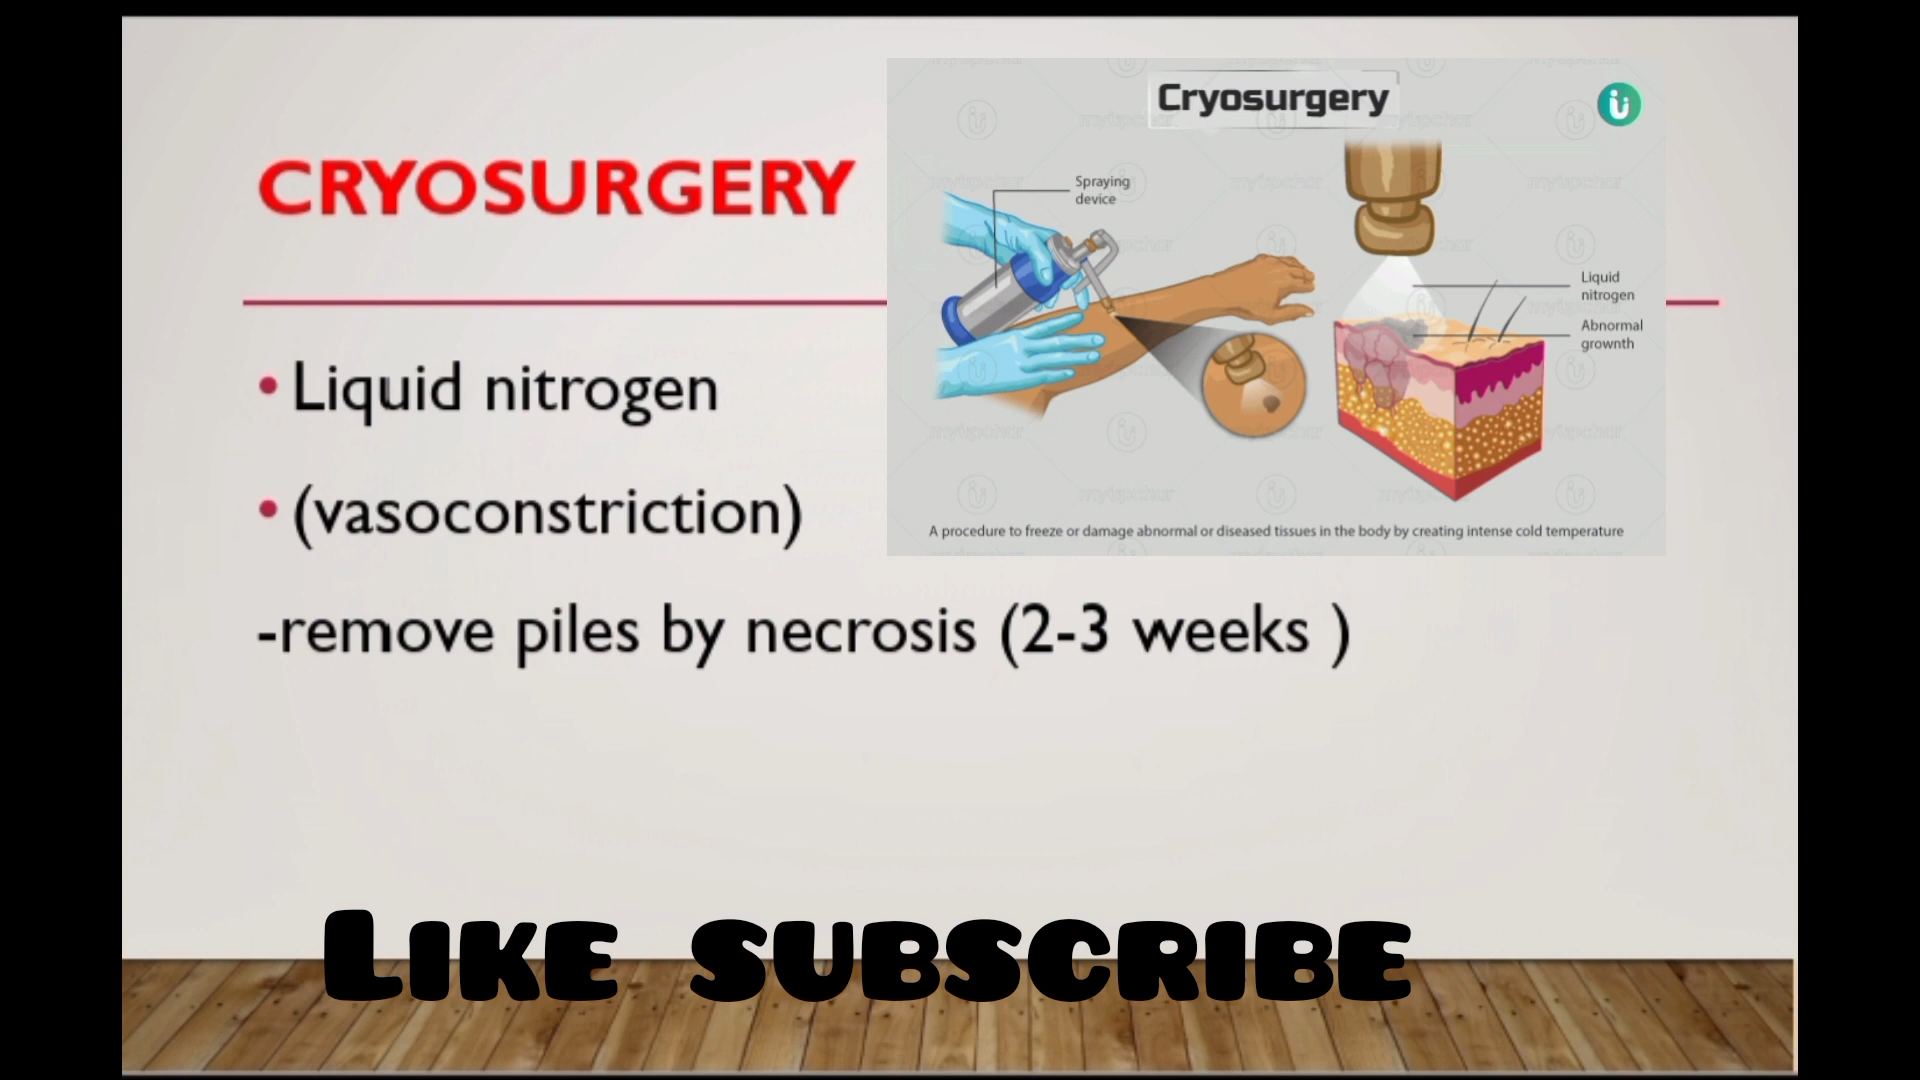 CRYOSURGERY
• Liquid nitrogen
• (vasoconstriction)
-remove piles by necrosis (2-3 weeks )
Cryosurgery
Spraying
device
Liquid
nitrogen
Abnormal
grownth
A procedure to freeze or damage abnormal or diseased tissues in the body by creating intense cold temperature
LIKE SUBSCRIBE